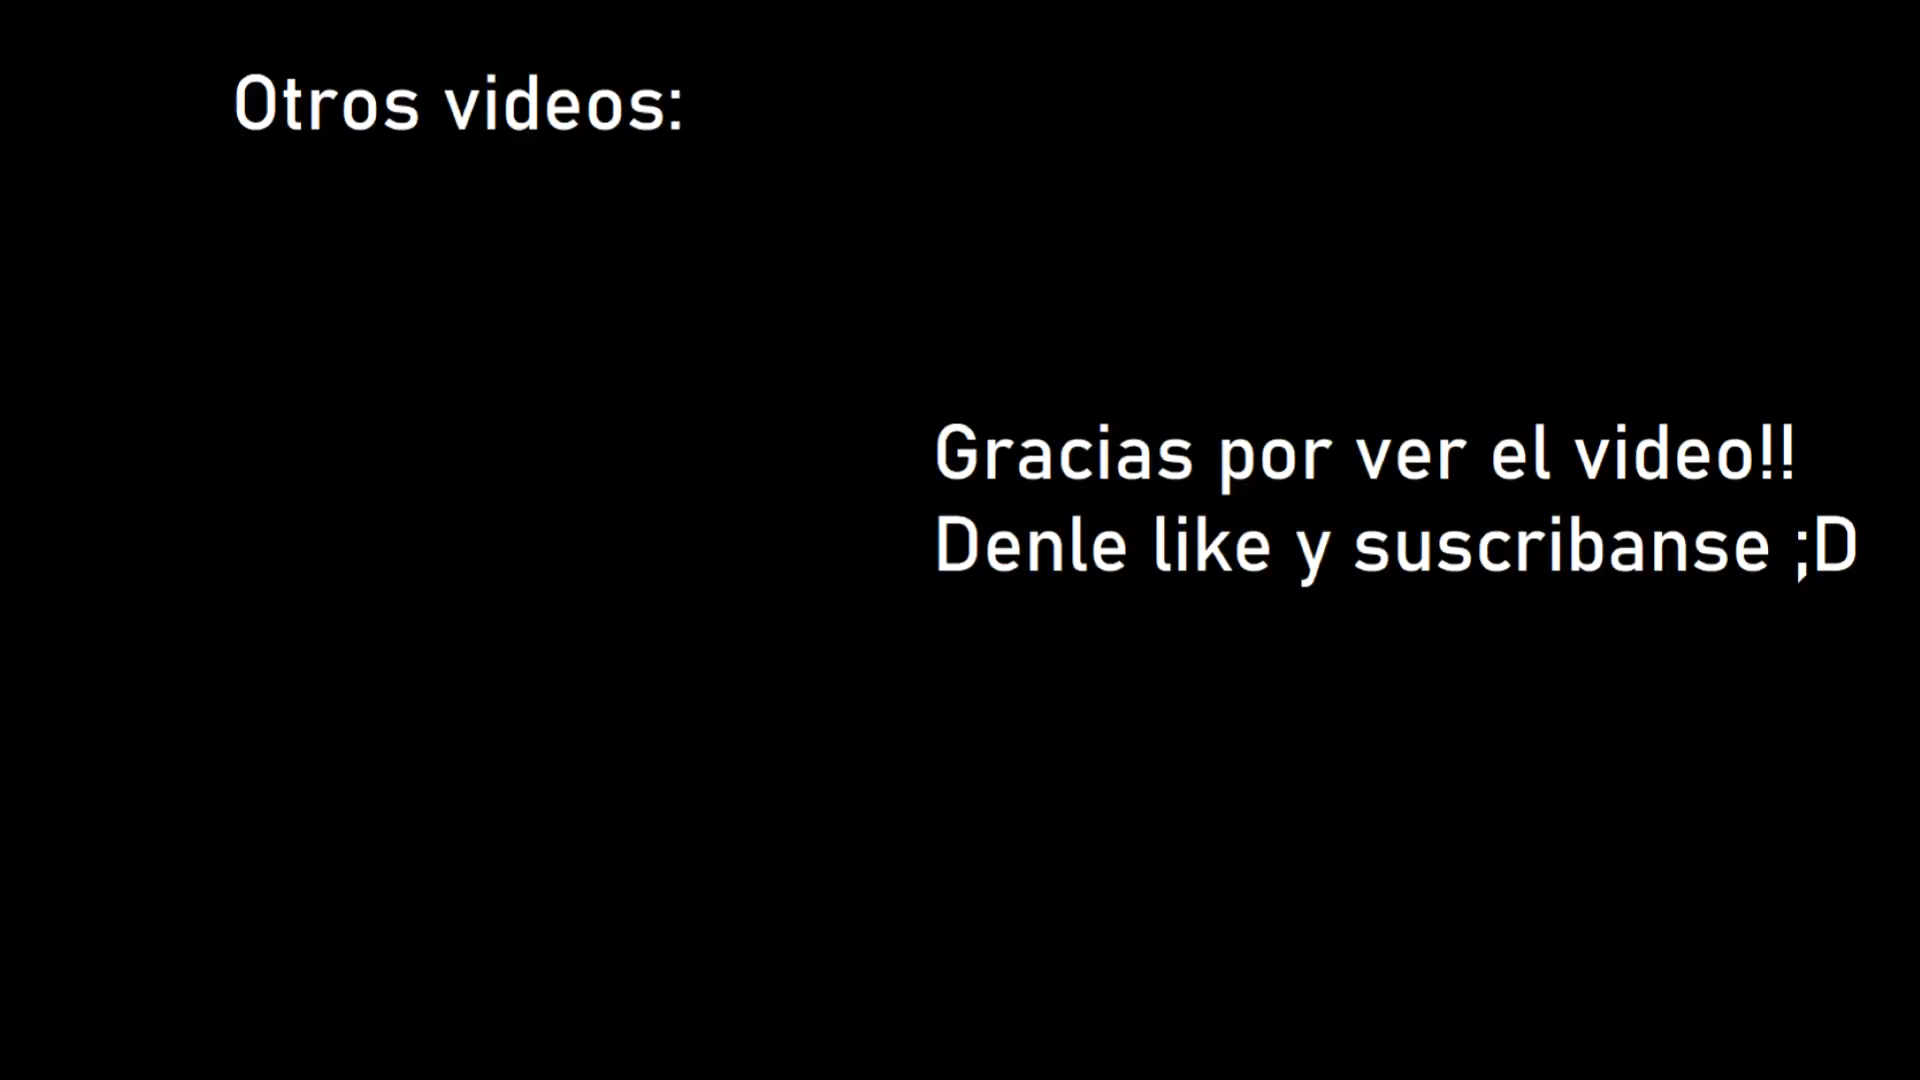 Otros videos:
Gracias por ver el video!!
Denle like y suscribanse ;D